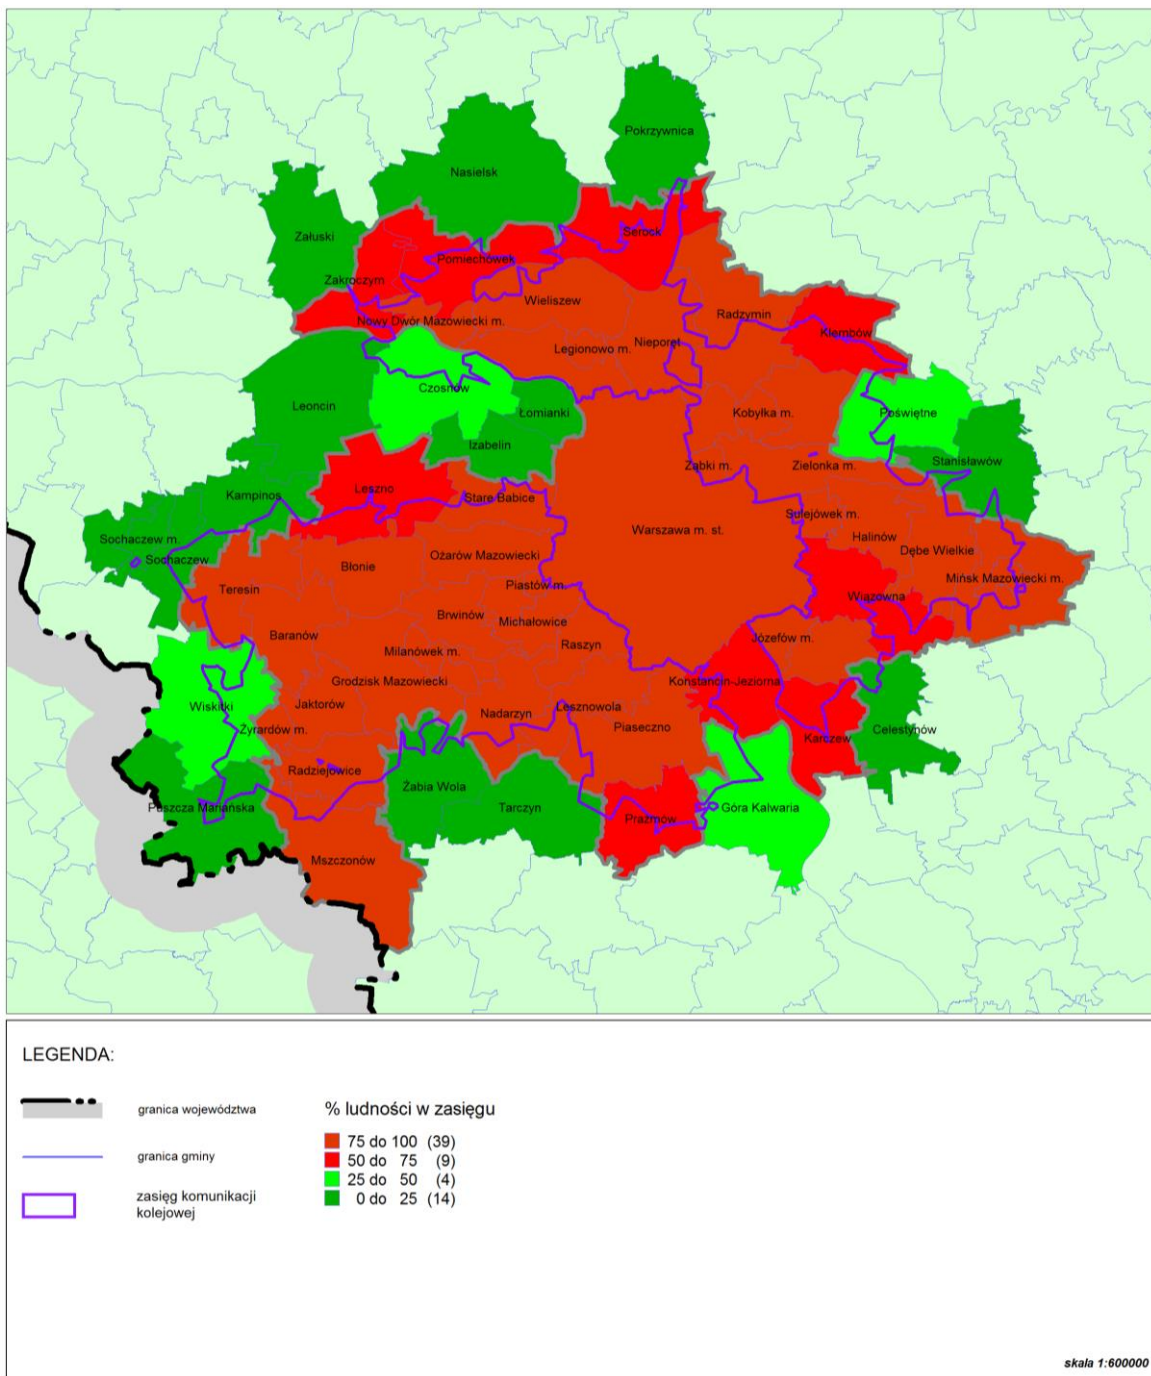 Pokrzywnica
Nasielsk
Załuski
Serock
Pomiechówek
Zakroczym
Wieliszew
Nowy Dwór Mazowiecki m.
Radzymin
Klembów
Nieporęt
Legionowo m.
Czosnów
Leoncin
Łomianki
Kobyłka m.
Poświętne
Izabelin
Stanisławów
Ząbki m.
Zielonka m.
Leszno
Kampinos
Stare Babice
Sulejówek m.
Warszawa m. st.
Sochaczew m.
Halinów
Sochaczew
Ożarów Mazowiecki
Dębe Wielkie
Błonie
Teresin
Piastów m.
Mińsk Mazowiecki m.
Wiązowna
Brwinów
Michałowice
Baranów
Józefów m.
Raszyn
Milanówek m.
Grodzisk Mazowiecki
Konstancin-Jeziorna
Wiskitki
Jaktorów
Lesznowola
Nadarzyn
Piaseczno
Żyrardów m.
Celestynów
Karczew
Radziejowice
Żabia Wola
Puszcza Mariańska
Tarczyn
Góra Kalwaria
Prażmów
Mszczonów
LEGENDA:
granica województwa
granica gminy
zasięg komunikacji
kolejowej
% ludności w zasięgu
75 do 100 (39)
50 do 75 (9)
25 do 50 (4)
0 do 25 (14)
skala 1:600000